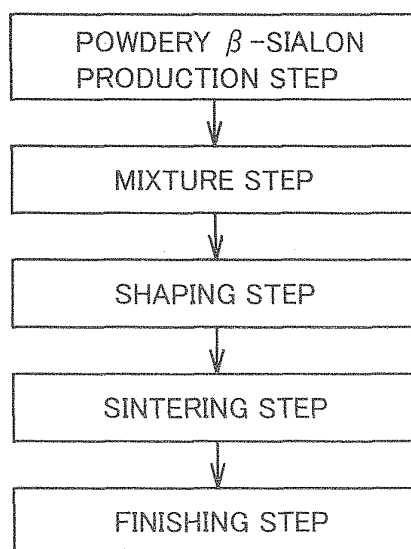 POWDERY β-SIALON
PRODUCTION STEP
MIXTURE STEP
SHAPING STEP
SINTERING STEP
FINISHING STEP